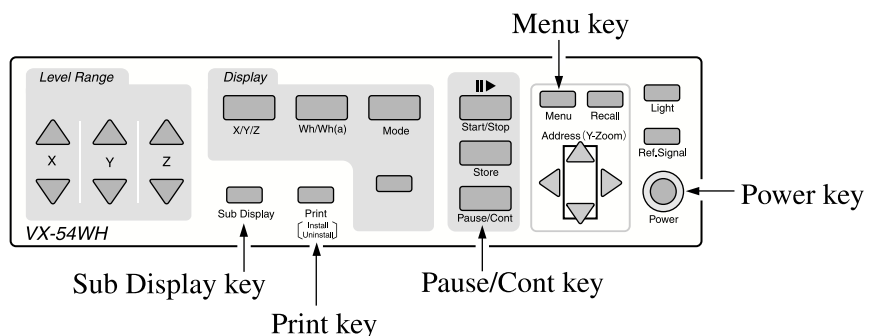 Menu key
Level Range
Display
X/Y/Z
Wh/Wh(a)
Mode
Start/Stop
Menu
Recall
Light
X
Y
Z
Store
Address(Y-Zoom)
Ref.Signal
Sub Display
Print
Install
Uninstall
Pause/Cont
Power
Power key
VX-54WH
Sub Display key
Pause/Cont key
Print key